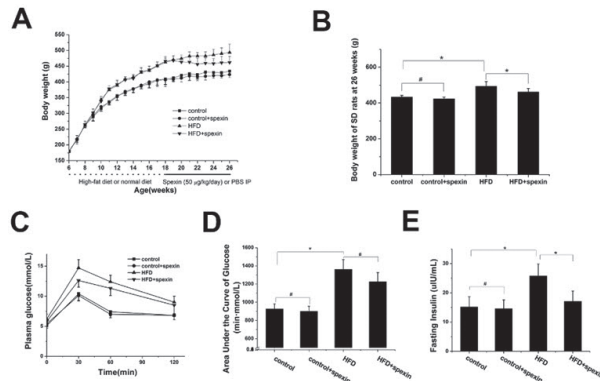 A
Body weight (g)
550
500
450
400
350
300
250
200
150
control
control+spexin
HFD
HFD+spexin
6 8 10 12 14 16 18 20 22 24 26
High-fat diet or normal diet Spexin (50 μg/kg/day) or PBS IP
Age(weeks)
B
Body weight of SD rats at 26 weeks (g)
600
400
200
0
#
*
*
control control+spexin HFD HFD+spexin
C
Plasma glucose(mmol/L)
15
10
5
0
control
control+spexin
HFD
HFD+spexin
0 30 60 90 120
Time(min)
D
Area Under the Curve of Glucose
(min·mmol/L)
1600
1400
1200
1000
800
600
#
*
#
control control+spexin HFD HFD+spexin
E
Fasting Insulin (uIU/mL)
40
30
20
10
0
#
*
*
control control+spexin HFD HFD+spexin